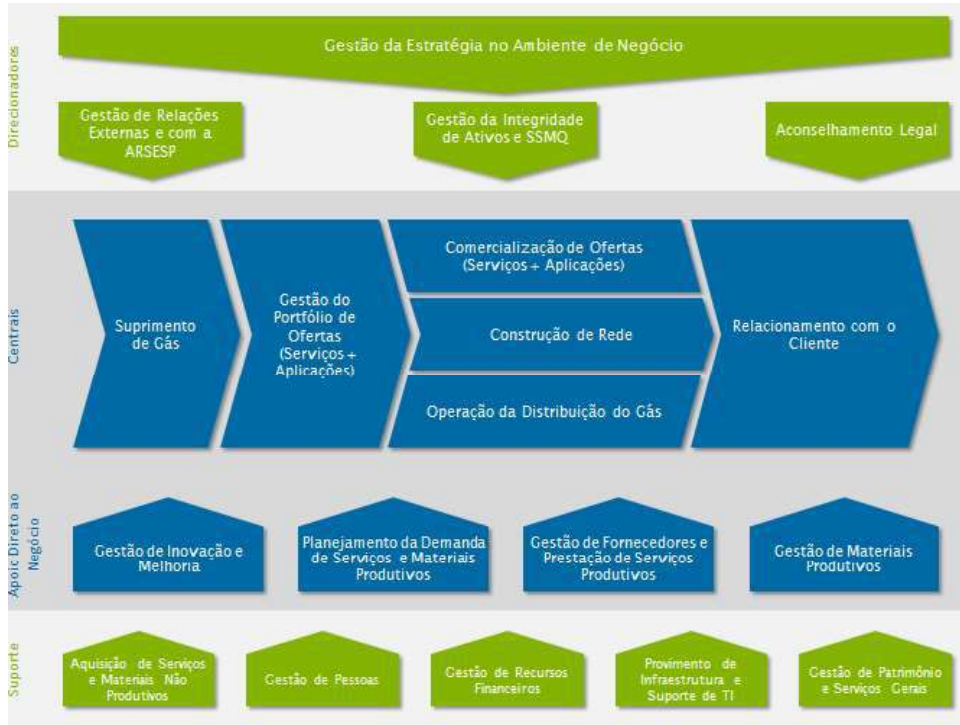 Direcionadores
Gestão da Estratégia no Ambiente de Negócio
Gestão de Relações
Externas e com a
ARSESP
Gestão da Integridade
de Ativos e SSMQ
Aconselhamento Legal
Centrais
Suprimento
de Gás
Gestão do
Portfólio de
Ofertas
(Serviços +
Aplicações)
Comercialização de Ofertas
(Serviços + Aplicações)
Construção de Rede
Operação da Distribuição do Gás
Relacionamento com o
Cliente
Apoio Direto ao
Negócio
Gestão de Inovação e
Melhoria
Planejamento da Demanda
de Serviços e Materiais
Produtivos
Gestão de Fornecedores e
Prestação de Serviços
Produtivos
Gestão de Materiais
Produtivos
Suporte
Aquisição de Serviços
e Materiais Não
Produtivos
Gestão de Pessoas
Gestão de Recursos
Financeiros
Provimento de
Infraestrutura e
Suporte de TI
Gestão de Patrimônio
e Serviços Gerais